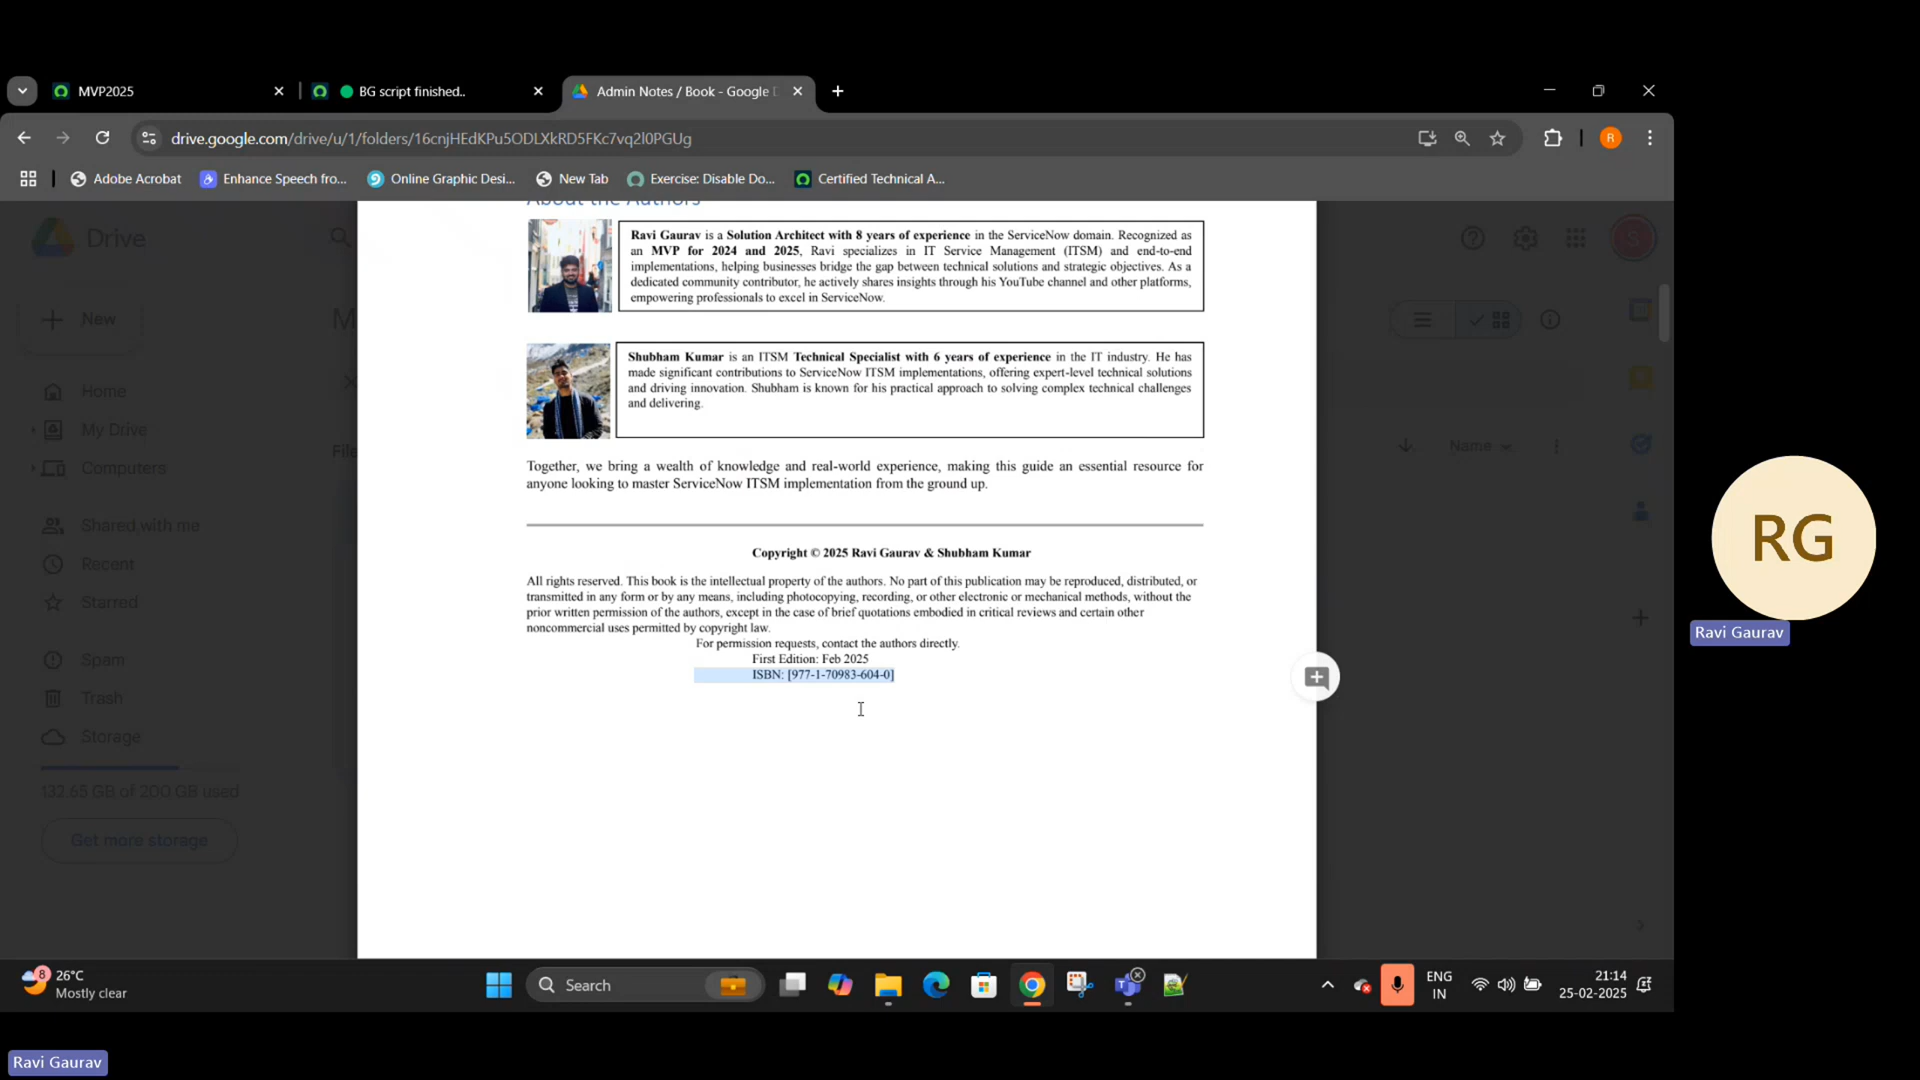 MVP2025
BG script finished..
Admin Notes / Book - Google D
drive.google.com/drive/u/1/folders/16cnjHEdKPu5ODLXkRD5FKc7vq2l0PGUg
R
Adobe Acrobat
Enhance Speech fro...
Online Graphic Desi...
New Tab
Exercise: Disable Do...
Certified Technical A...
About the Authors
Drive
S
New
Home
My Drive
Computers
Shared with me
Recent
Starred
Spam
Trash
Storage
132.65 GB of 200 GB used
Get more storage
File
Name
Ravi Gaurav is a Solution Architect with 8 years of experience in the ServiceNow domain. Recognized as
an MVP for 2024 and 2025, Ravi specializes in IT Service Management (ITSM) and end-to-end
implementations, helping businesses bridge the gap between technical solutions and strategic objectives. As a
dedicated community contributor, he actively shares insights through his YouTube channel and other platforms,
empowering professionals to excel in ServiceNow.
Shubham Kumar is an ITSM Technical Specialist with 6 years of experience in the IT industry. He has
made significant contributions to ServiceNow ITSM implementations, offering expert-level technical solutions
and driving innovation. Shubham is known for his practical approach to solving complex technical challenges
and delivering.
Together, we bring a wealth of knowledge and real-world experience, making this guide an essential resource for
anyone looking to master ServiceNow ITSM implementation from the ground up.
Copyright © 2025 Ravi Gaurav & Shubham Kumar
All rights reserved. This book is the intellectual property of the authors. No part of this publication may be reproduced, distributed, or
transmitted in any form or by any means, including photocopying, recording, or other electronic or mechanical methods, without the
prior written permission of the authors, except in the case of brief quotations embodied in critical reviews and certain other
noncommercial uses permitted by copyright law.
For permission requests, contact the authors directly.
First Edition: Feb 2025
ISBN: [977-1-70983-604-0]
RG
Ravi Gaurav
8
26°C
Mostly clear
Search
ENG
IN
21:14
25-02-2025
Ravi Gaurav